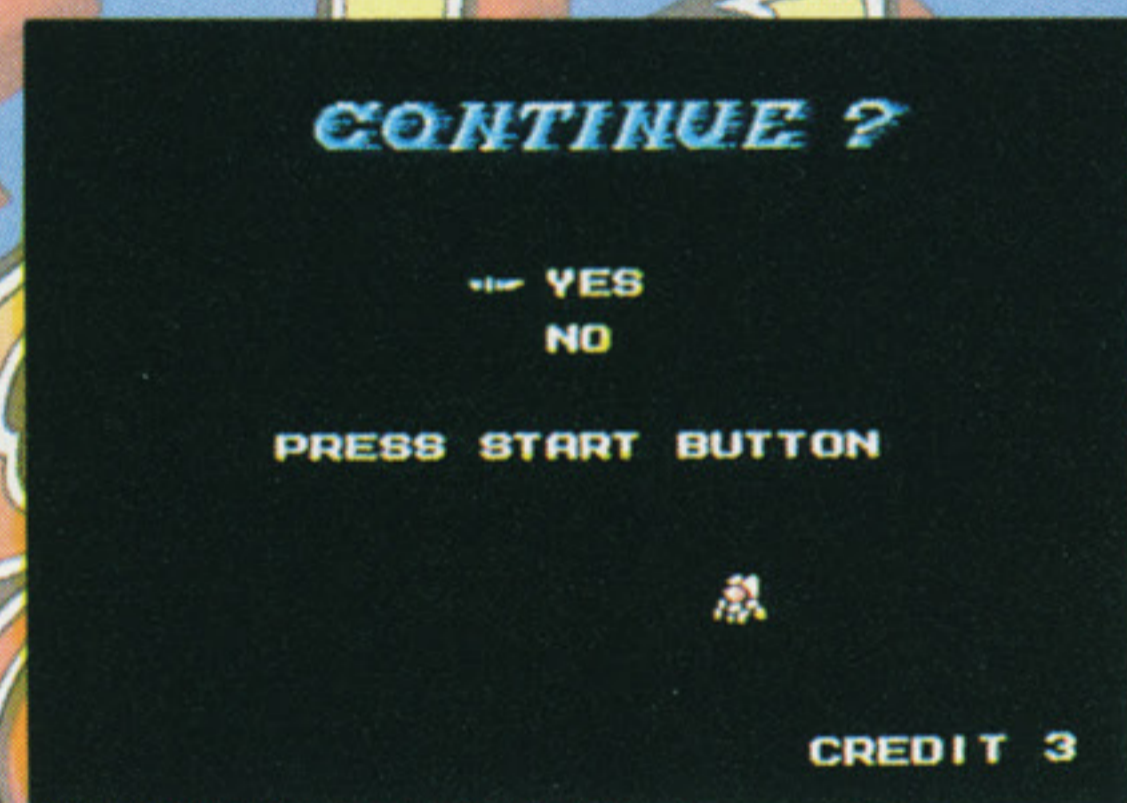 CONTINUE ?
YES
NO
PRESS START BUTTON
CREDIT 3